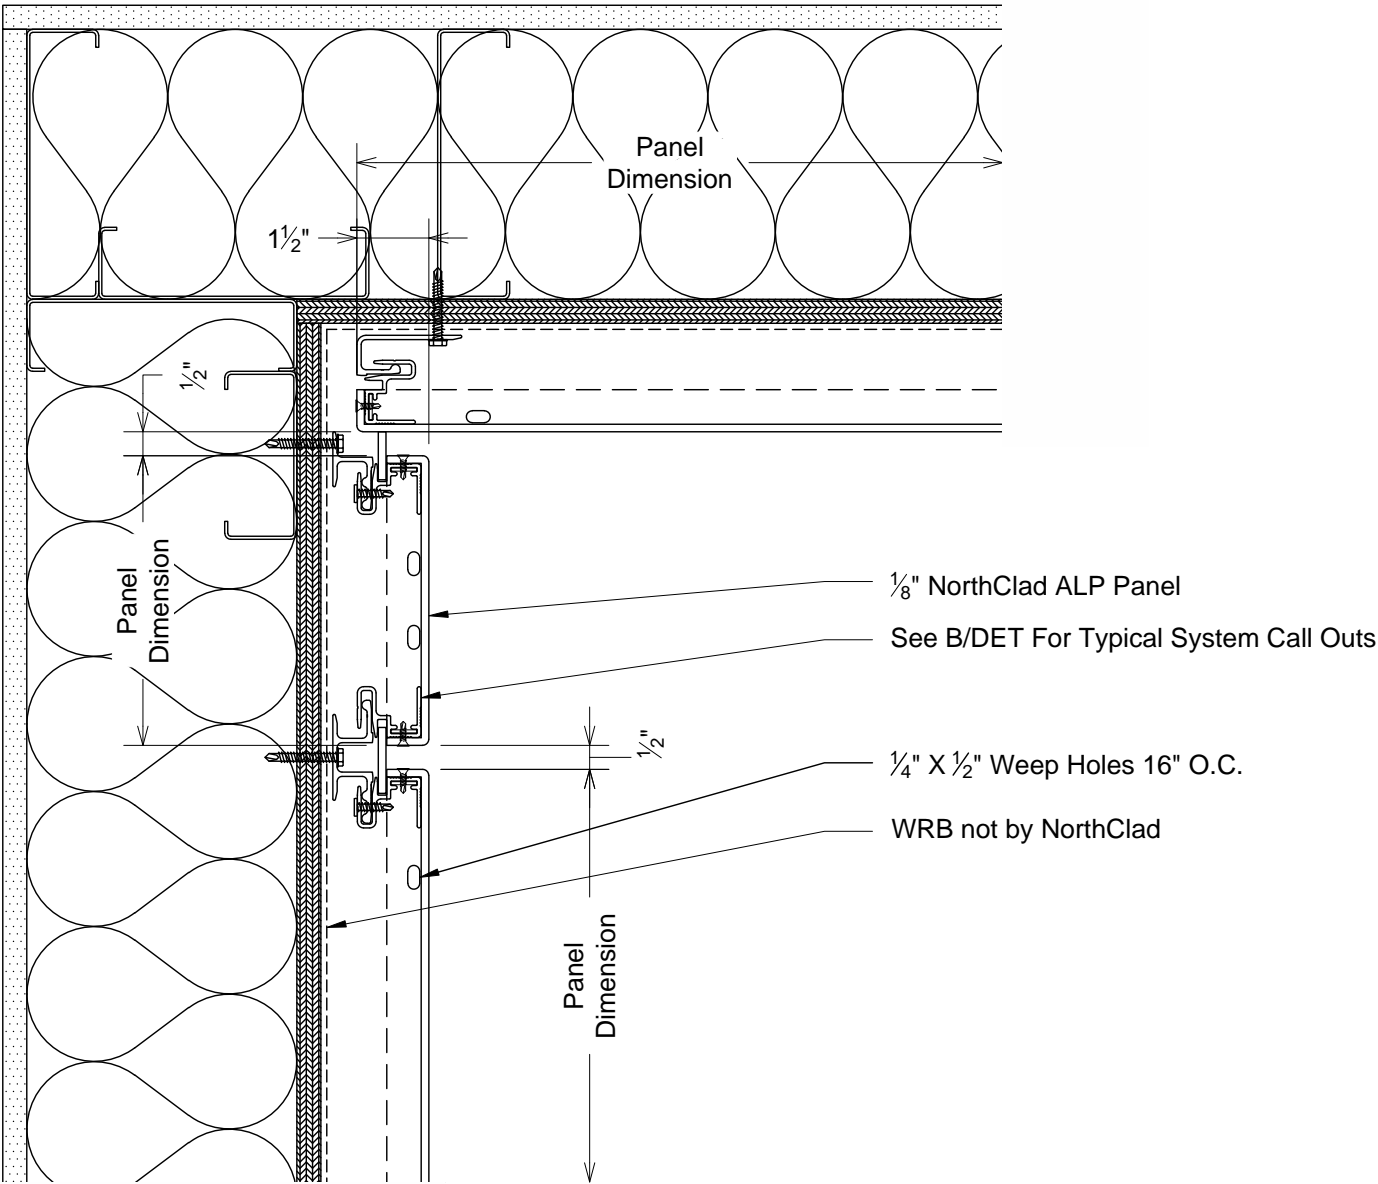 Panel
Dimension
1½"
½"
Panel
Dimension
⅛" NorthClad ALP Panel
See B/DET For Typical System Call Outs
½"
¼" X ½" Weep Holes 16" O.C.
WRB not by NorthClad
Panel
Dimension